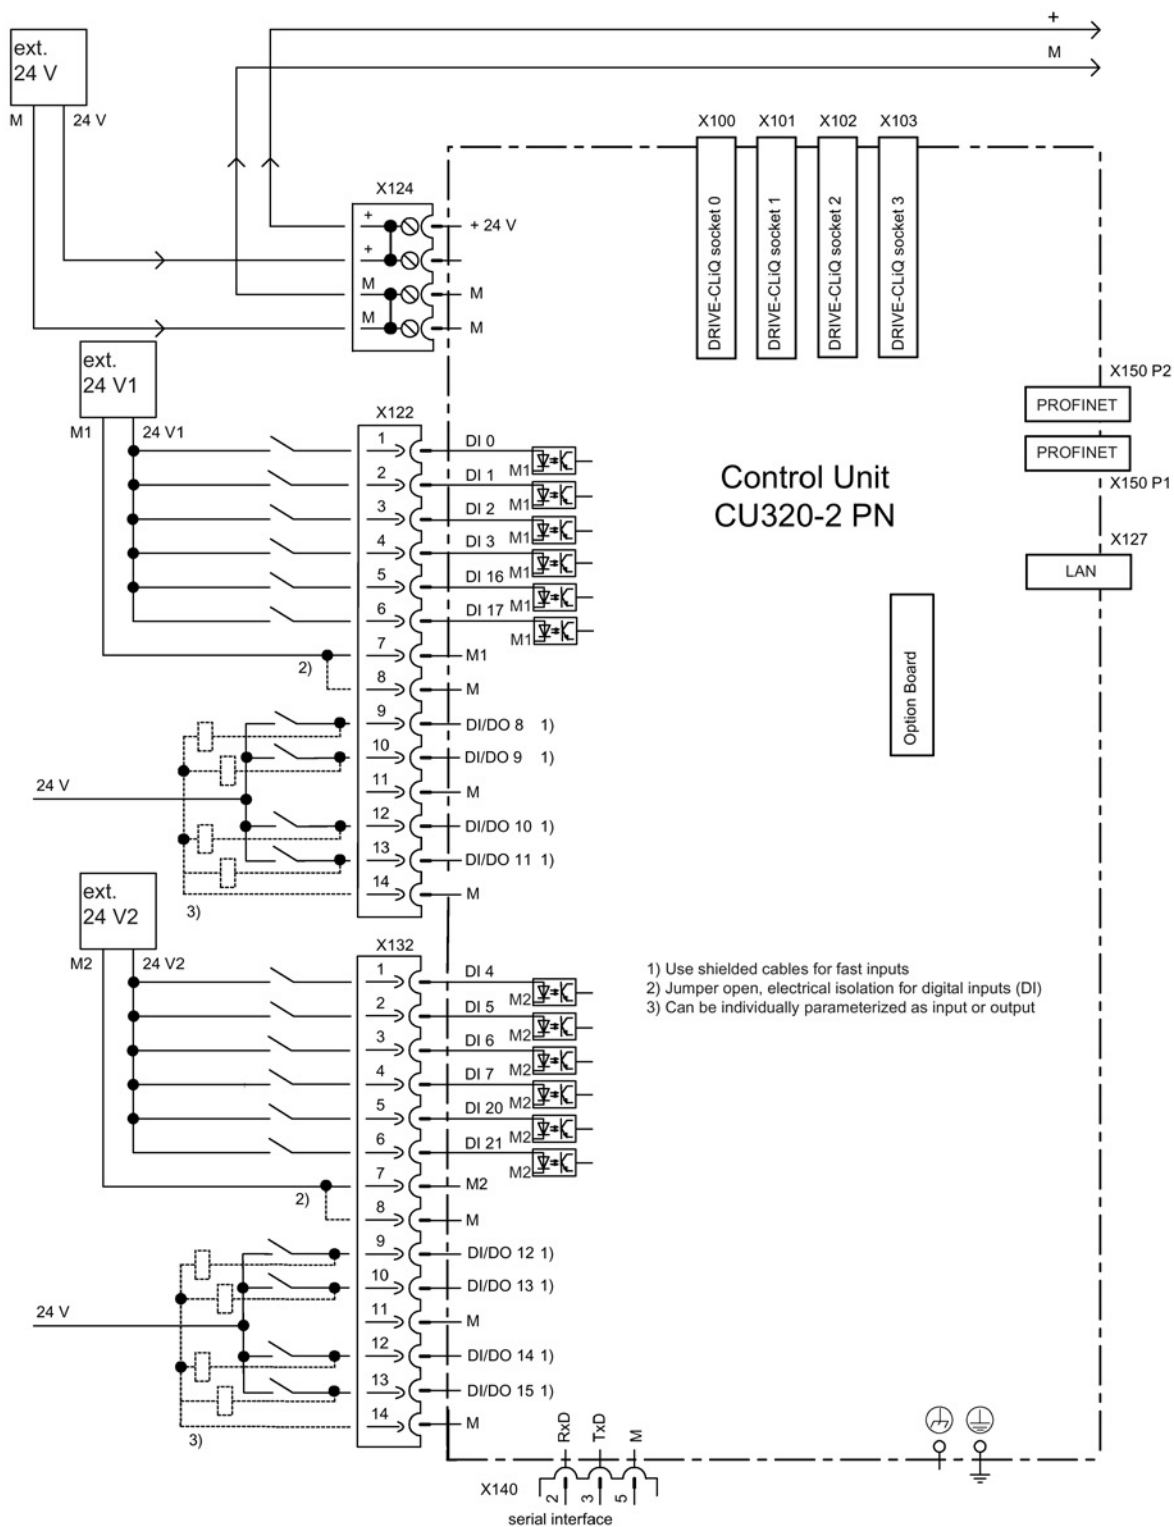 +
M
ext.
24 V
M 24 V
X100 X101 X102 X103
DRIVE-CLiQ socket 0
DRIVE-CLiQ socket 1
DRIVE-CLiQ socket 2
DRIVE-CLiQ socket 3
X124
+ + 24 V
+
M M
M M
ext.
24 V1
M1 24 V1
X122
1 DI 0
M1
2 DI 1
M1
3 DI 2
M1
4 DI 3
M1
5 DI 16
M1
6 DI 17
M1
7 M1
2)
8 M
9 DI/DO 8 1)
10 DI/DO 9 1)
24 V
11 M
12 DI/DO 10 1)
13 DI/DO 11 1)
14 M
3)
Control Unit
CU320-2 PN
X150 P2
PROFINET
PROFINET
X150 P1
X127
LAN
Option Board
ext.
24 V2
M2 24 V2
X132
1 DI 4
M2
2 DI 5
M2
3 DI 6
M2
4 DI 7
M2
5 DI 20
M2
6 DI 21
M2
7 M2
2)
8 M
9 DI/DO 12 1)
10 DI/DO 13 1)
24 V
11 M
12 DI/DO 14 1)
13 DI/DO 15 1)
14 M
3)
1) Use shielded cables for fast inputs
2) Jumper open, electrical isolation for digital inputs (DI)
3) Can be individually parameterized as input or output
RxD
TxD
M
X140
2
3
5
serial interface